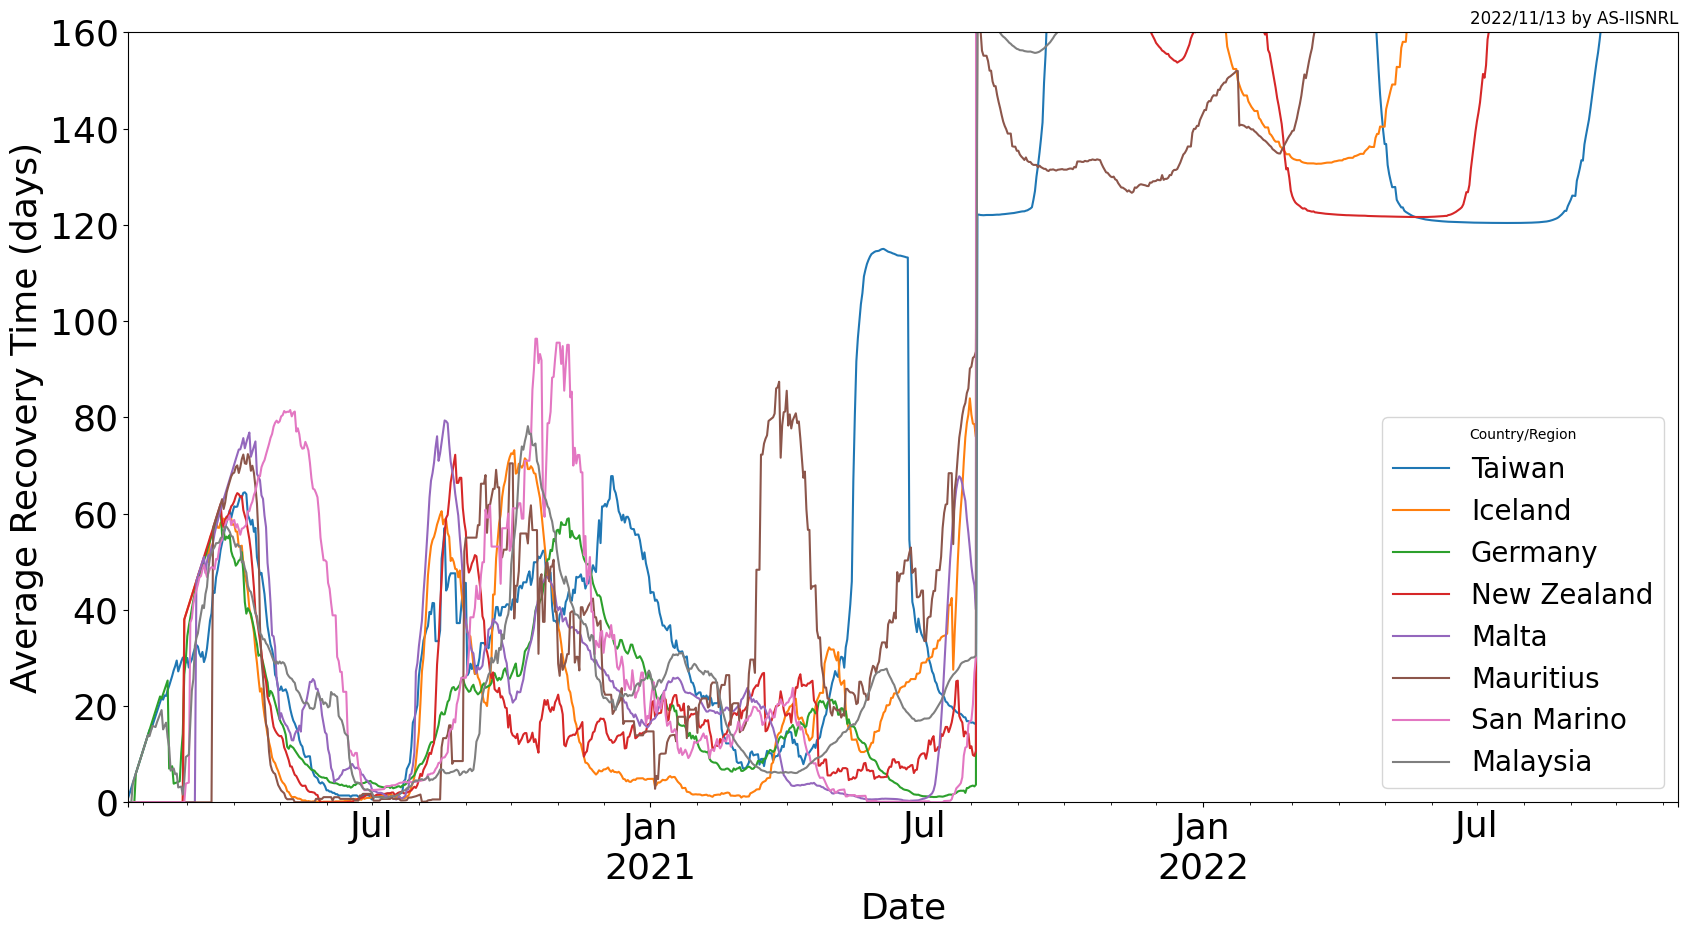 2022/11/13 by AS-IISNRL
160
140
120
100
80
60
40
20
0
Average Recovery Time (days)
Country/Region
Taiwan
Iceland
Germany
New Zealand
Malta
Mauritius
San Marino
Malaysia
Jul
Jan
2021
Jul
Jan
2022
Jul
Date